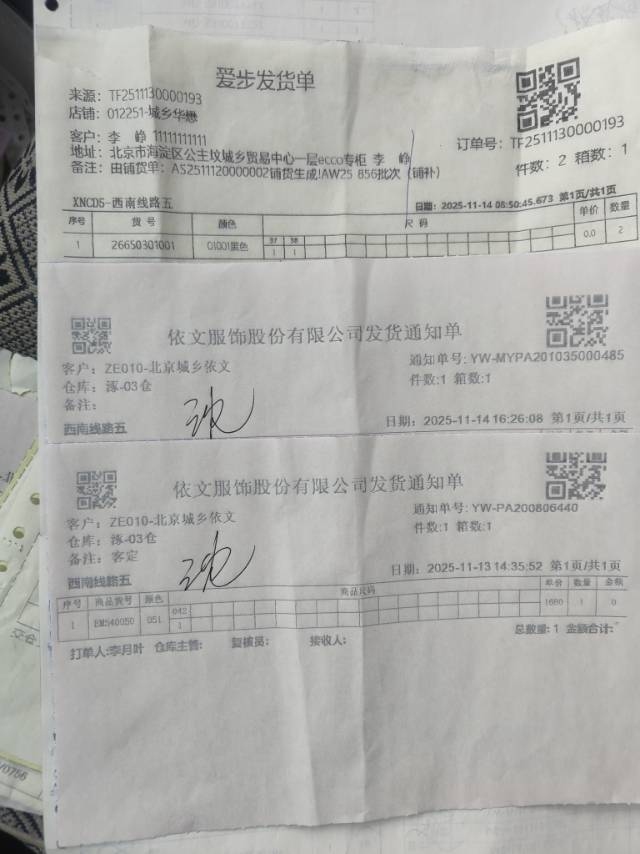 爱步发货单
来源：TF2511130000193
店铺：012251-城乡华懋
客户：李 峥 11111111111
订单号：TF2511130000193
地址：北京市海淀区公主坟城乡贸易中心一层ecco专柜 李 峥
件数：2 箱数：1
备注：由铺货单：AS2511120000002铺货生成!AW25 856批次（铺补）
XNCD5-西南线路五
日期：2025-11-14 08:50:45.673 第1页/共1页
序号 货 号 颜色 尺 码 单价 数量
37 38
1 26650301001 01001黑色 1 1 0.0 2
依文服饰股份有限公司发货通知单
客户：ZE010-北京城乡依文
通知单号：YW-MYPA201035000485
仓库：涿-03仓
件数:1 箱数:1
备注：
西南线路五
日期：2025-11-14 16:26:08 第1页/共1页
依文服饰股份有限公司发货通知单
客户：ZE010-北京城乡依文
通知单号：YW-PA200806440
仓库：涿-03仓
件数:1 箱数:1
备注：客定
西南线路五
日期：2025-11-13 14:35:52 第1页/共1页
序号 商品货号 颜色 商品尺码 单价 数量 金额
042
1 EM540050 051 1 1680 1 0
总数量: 1 金额合计:
打单人:李月叶 仓库主管: 复核员: 接收人:
0756